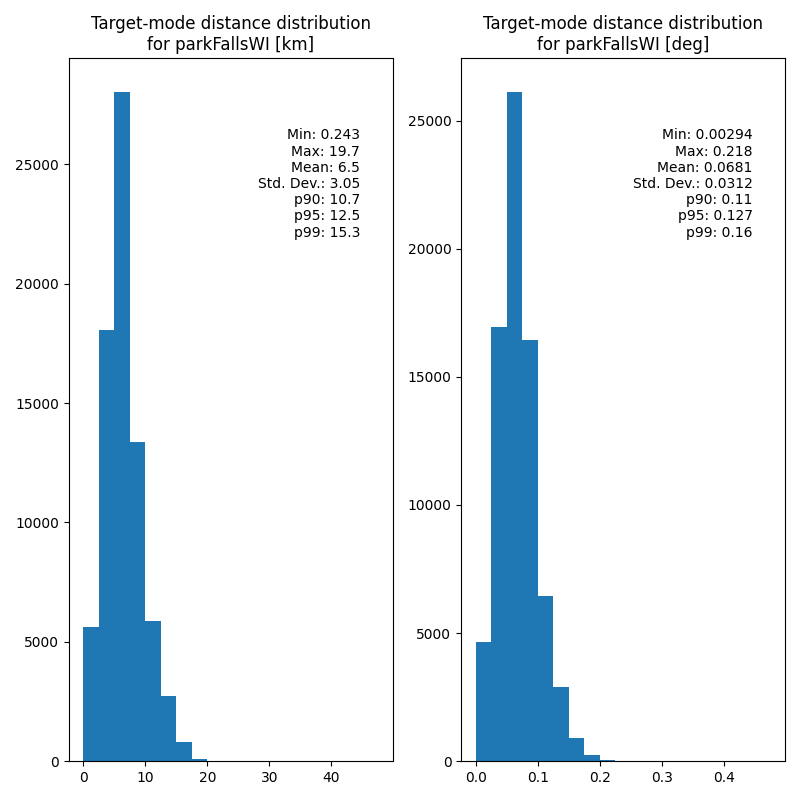 Target-mode distance distribution
for parkFallsWI [km]
Min: 0.243
Max: 19.7
Mean: 6.5
Std. Dev.: 3.05
p90: 10.7
p95: 12.5
p99: 15.3
25000
20000
15000
10000
5000
0
0 10 20 30 40
Target-mode distance distribution
for parkFallsWI [deg]
Min: 0.00294
Max: 0.218
Mean: 0.0681
Std. Dev.: 0.0312
p90: 0.11
p95: 0.127
p99: 0.16
25000
20000
15000
10000
5000
0
0.0 0.1 0.2 0.3 0.4